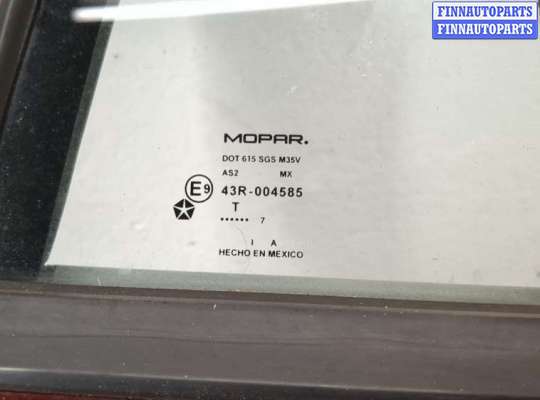 FINNAUTOPARTS
FINNAUTOPARTS
MOPAR.
DOT 615 SGS M35V
AS2 MX
E9 43R-004585
T
...... 7
I A
HECHO EN MEXICO